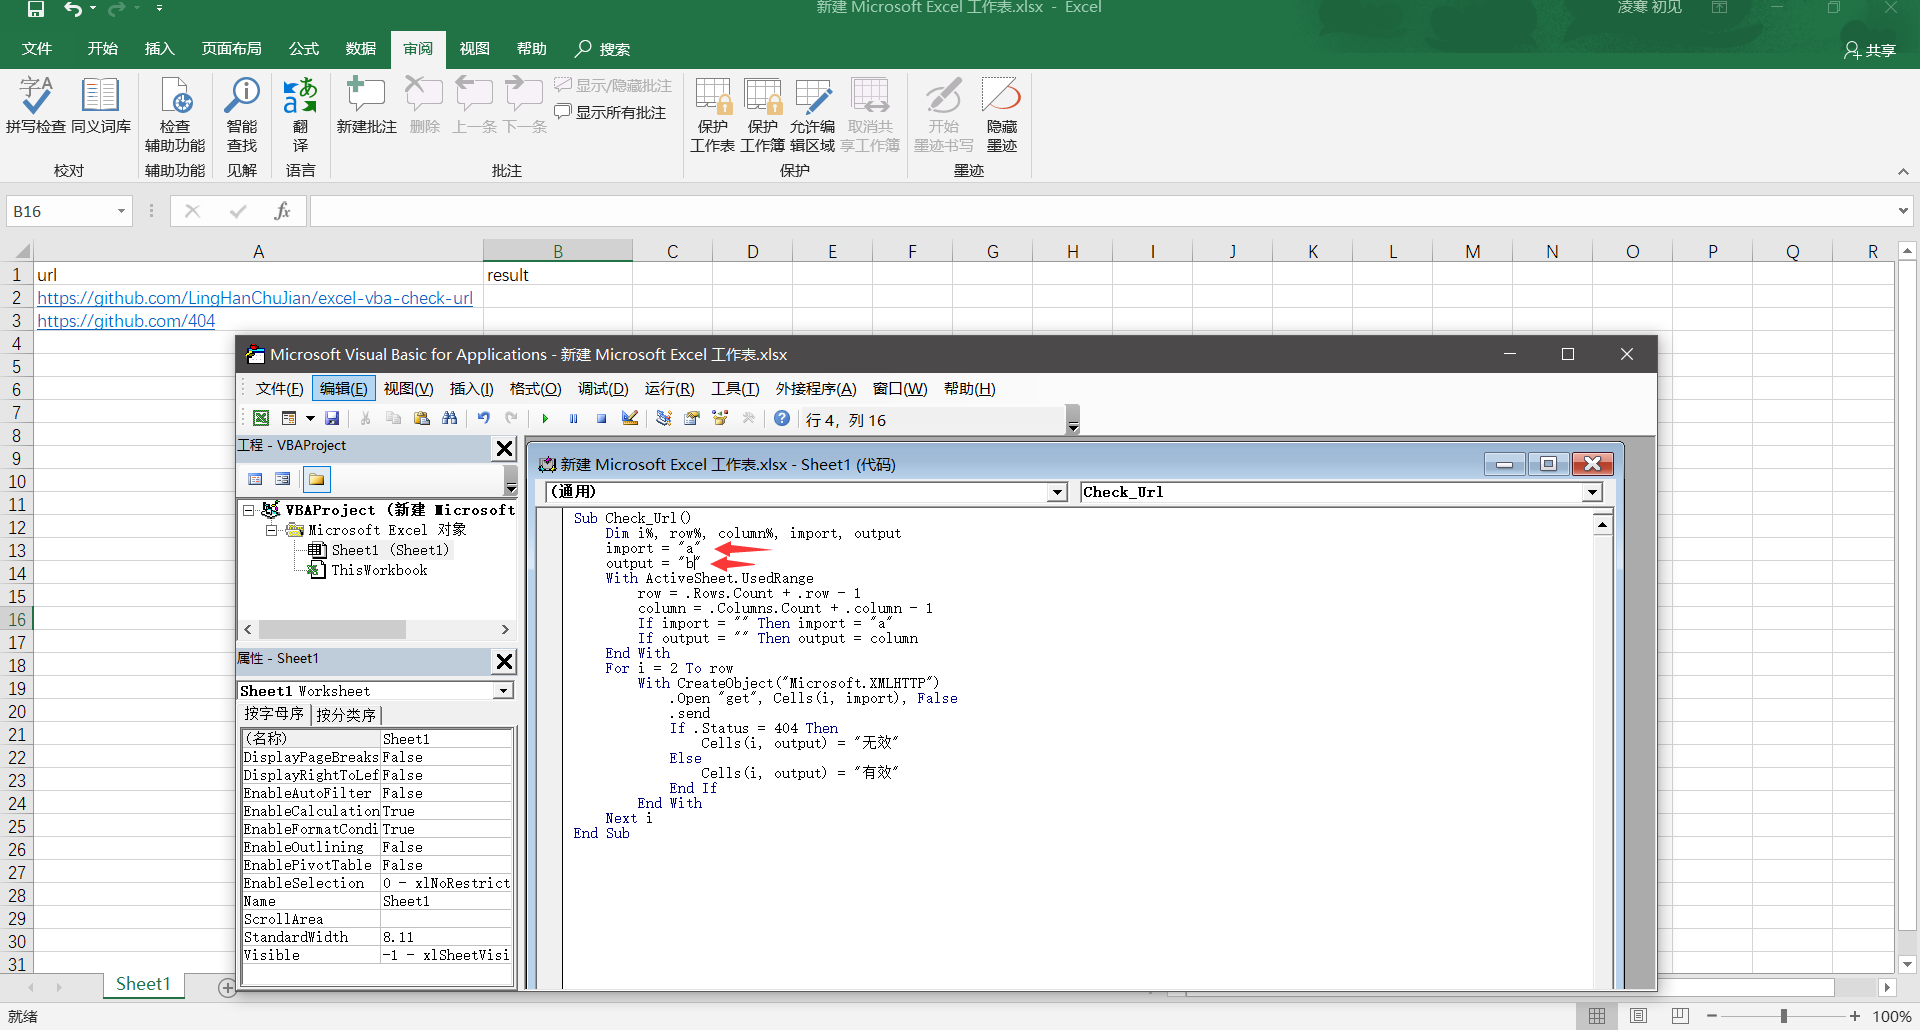 新建 Microsoft Excel 工作表.xlsx - Excel
凌寒 初见
文件 开始 插入 页面布局 公式 数据 审阅 视图 帮助 搜索 共享
字A
拼写检查 同义词库
检查
辅助功能
智能
查找
翻
译
新建批注 删除 上一条 下一条
显示/隐藏批注
显示所有批注
保护
工作表
保护
工作簿
允许编
辑区域
取消共
享工作簿
开始
墨迹书写
隐藏
墨迹
校对 辅助功能 见解 语言 批注 保护 墨迹
B16
fx
A B C D E F G H I J K L M N O P Q R
1 url result
2 https://github.com/LingHanChuJian/excel-vba-check-url
3 https://github.com/404
4
5
6
7
8
9
10
11
12
13
14
15
16
17
18
19
20
21
22
23
24
25
26
27
28
29
30
31
Microsoft Visual Basic for Applications - 新建 Microsoft Excel 工作表.xlsx
文件(F) 编辑(E) 视图(V) 插入(I) 格式(O) 调试(D) 运行(R) 工具(T) 外接程序(A) 窗口(W) 帮助(H)
行 4, 列 16
工程 - VBAProject
VBAProject (新建 Microsoft
Microsoft Excel 对象
Sheet1 (Sheet1)
ThisWorkbook
属性 - Sheet1
Sheet1 Worksheet
按字母序 按分类序
(名称) Sheet1
DisplayPageBreaks False
DisplayRightToLef False
EnableAutoFilter False
EnableCalculation True
EnableFormatCondi True
EnableOutlining False
EnablePivotTable False
EnableSelection 0 - xlNoRestrict
Name Sheet1
ScrollArea
StandardWidth 8.11
Visible -1 - xlSheetVisi
新建 Microsoft Excel 工作表.xlsx - Sheet1 (代码)
(通用) Check_Url
Sub Check_Url()
Dim i%, row%, column%, import, output
import = "a"
output = "b"
With ActiveSheet.UsedRange
row = .Rows.Count + .row - 1
column = .Columns.Count + .column - 1
If import = "" Then import = "a"
If output = "" Then output = column
End With
For i = 2 To row
With CreateObject("Microsoft.XMLHTTP")
.Open "get", Cells(i, import), False
.send
If .Status = 404 Then
Cells(i, output) = "无效"
Else
Cells(i, output) = "有效"
End If
End With
Next i
End Sub
Sheet1
就绪
100%